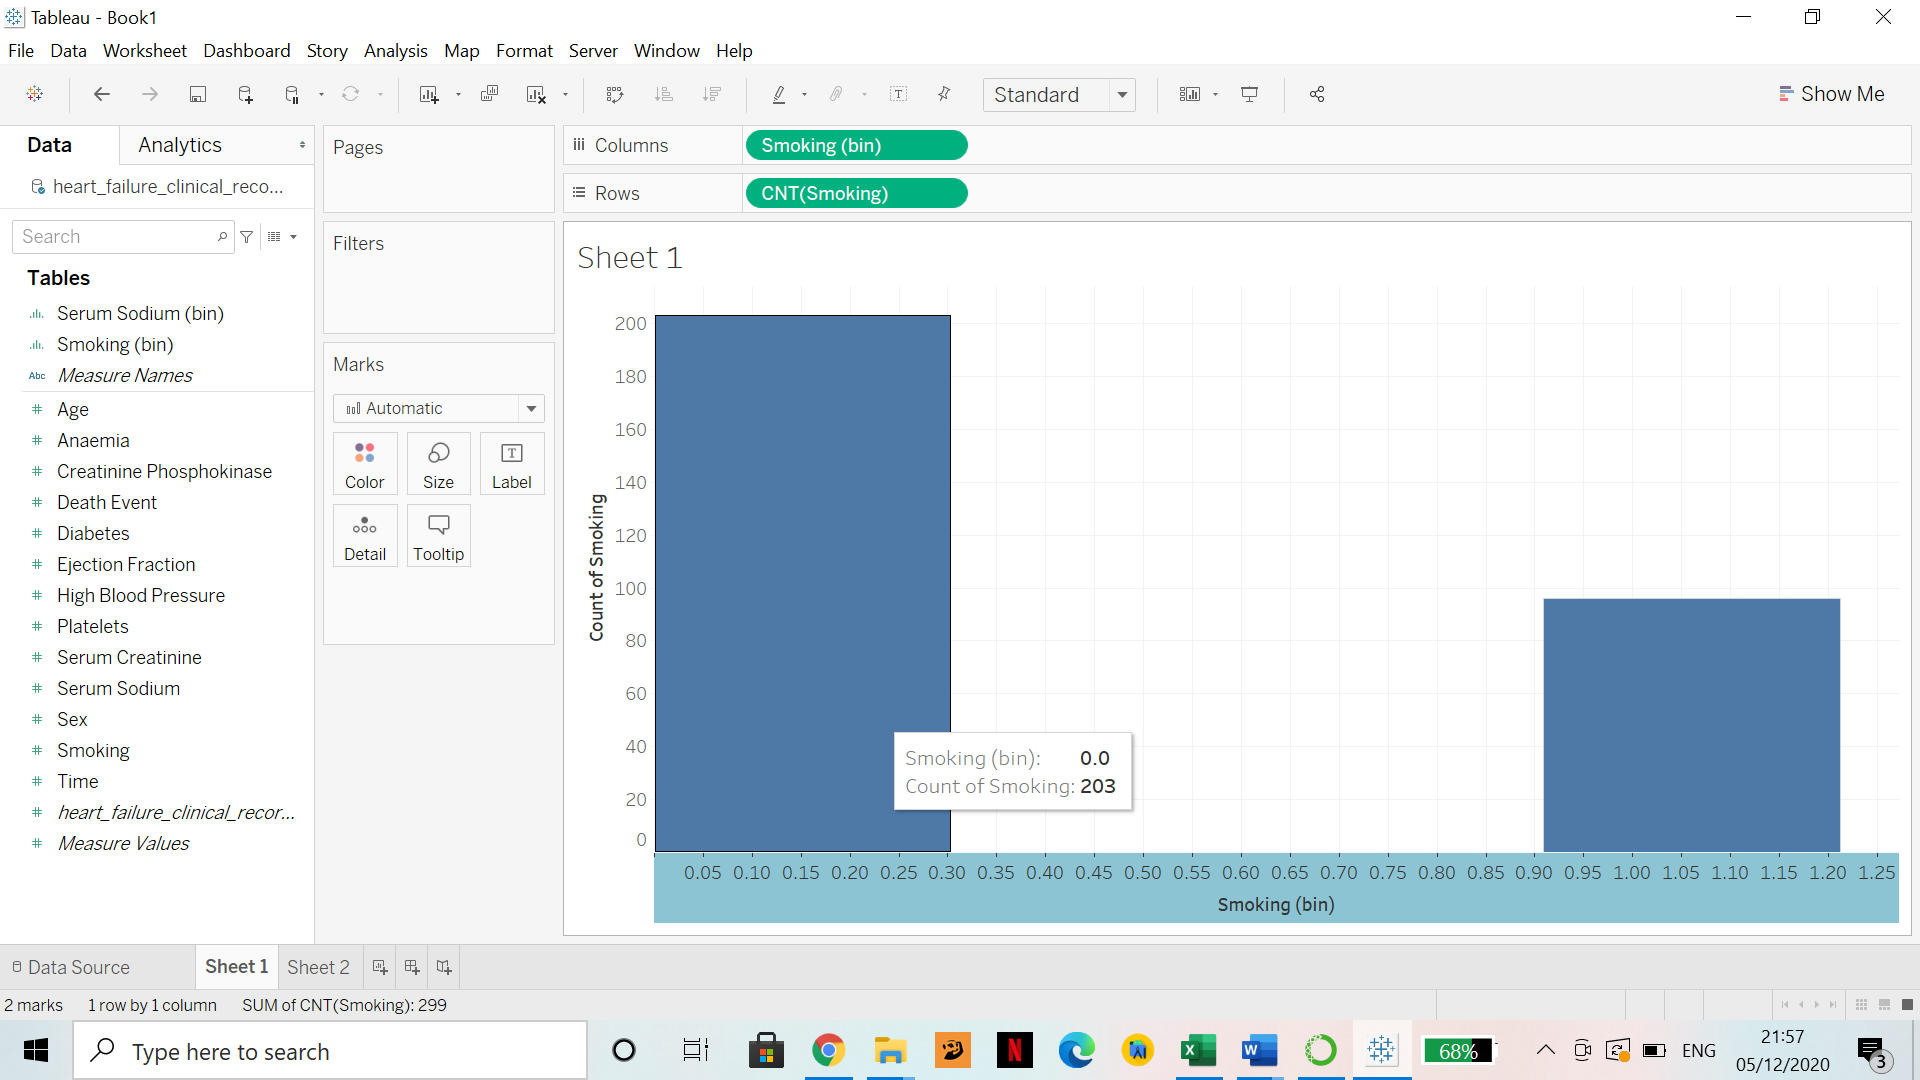 Tableau - Book1
File Data Worksheet Dashboard Story Analysis Map Format Server Window Help
Standard
Show Me
Data Analytics
heart_failure_clinical_reco...
Search
Tables
Serum Sodium (bin)
Smoking (bin)
Abc Measure Names
# Age
# Anaemia
# Creatinine Phosphokinase
# Death Event
# Diabetes
# Ejection Fraction
# High Blood Pressure
# Platelets
# Serum Creatinine
# Serum Sodium
# Sex
# Smoking
# Time
# heart_failure_clinical_recor...
# Measure Values
Pages
Filters
Marks
Automatic
Color Size T Label
Detail Tooltip
Columns Smoking (bin)
Rows CNT(Smoking)
Sheet 1
Count of Smoking
200
180
160
140
120
100
80
60
40
20
0
Smoking (bin): 0.0
Count of Smoking: 203
0.05 0.10 0.15 0.20 0.25 0.30 0.35 0.40 0.45 0.50 0.55 0.60 0.65 0.70 0.75 0.80 0.85 0.90 0.95 1.00 1.05 1.10 1.15 1.20 1.25
Smoking (bin)
Data Source Sheet 1 Sheet 2
2 marks 1 row by 1 column SUM of CNT(Smoking): 299
Type here to search
N
X
W
68%
ENG
21:57
05/12/2020
3